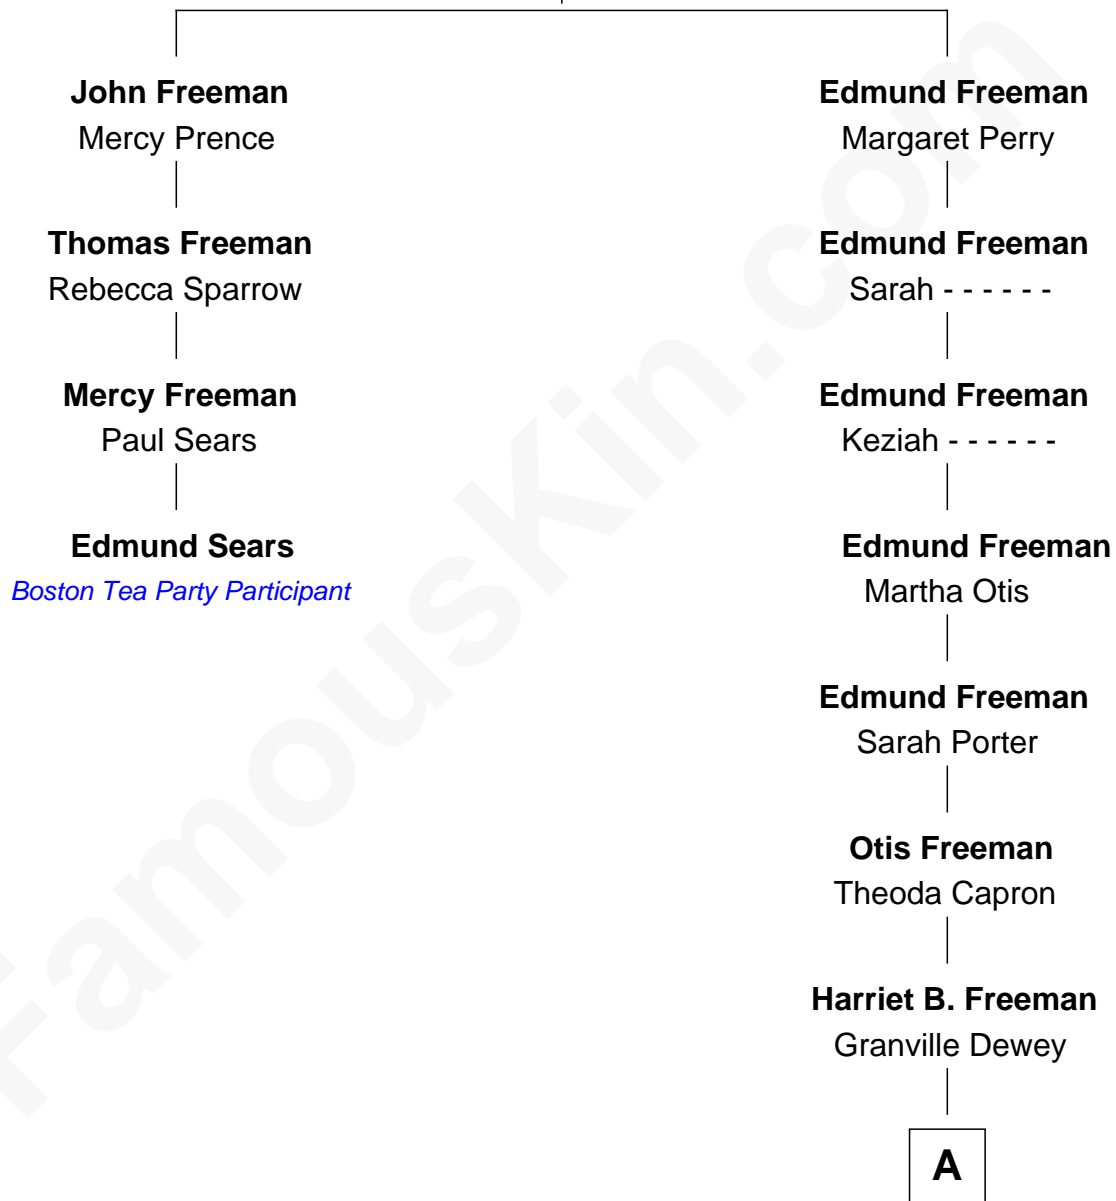 John Freeman
Mercy Prence
Thomas Freeman
Rebecca Sparrow
Mercy Freeman
Paul Sears
Edmund Sears
Boston Tea Party Participant
Edmund Freeman
Margaret Perry
Edmund Freeman
Sarah - - - - - -
Edmund Freeman
Keziah - - - - - -
Edmund Freeman
Martha Otis
Edmund Freeman
Sarah Porter
Otis Freeman
Theoda Capron
Harriet B. Freeman
Granville Dewey
A
FamousKin.com